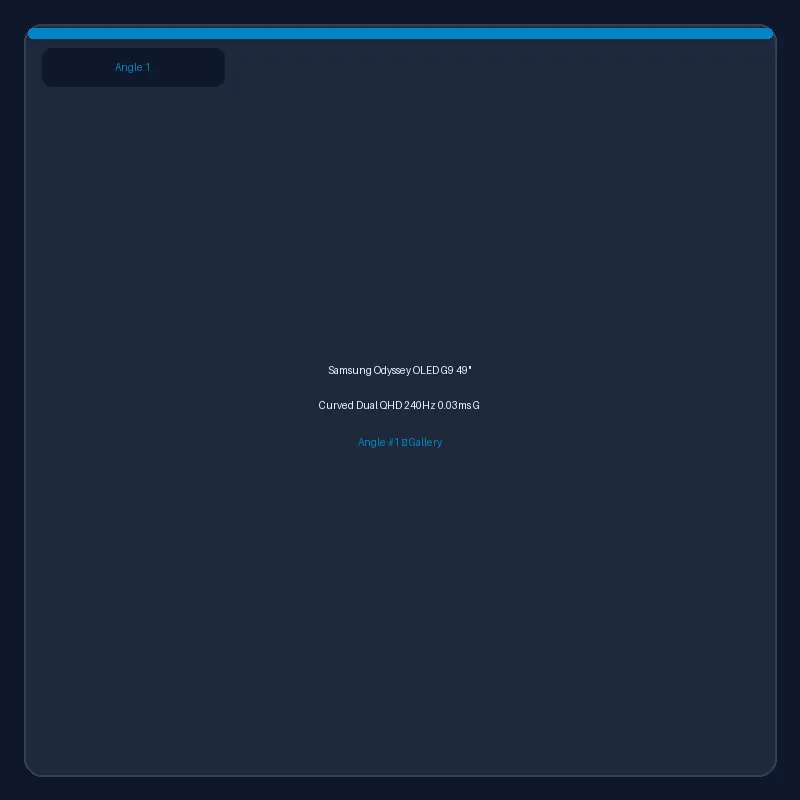 Angle 1
Samsung Odyssey OLED G9 49"
Curved Dual QHD 240Hz 0.03ms G
Angle #1 Gallery